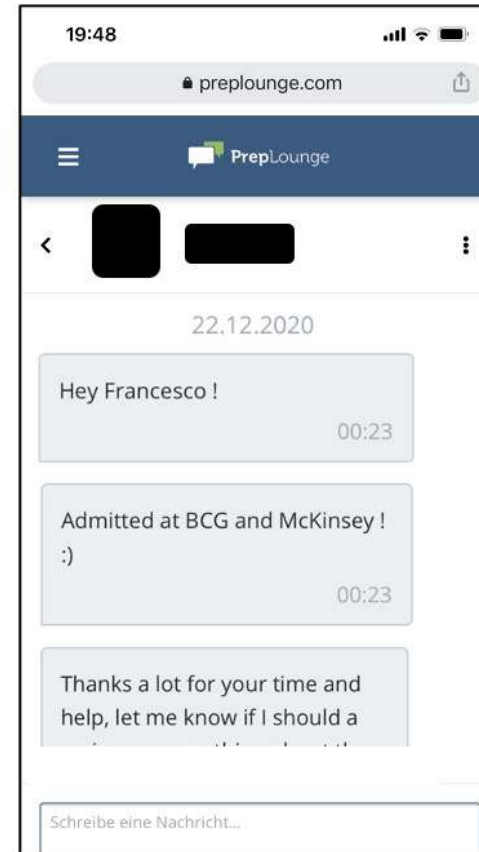 19:48
preplounge.com
PrepLounge
22.12.2020
Hey Francesco !
00:23
Admitted at BCG and McKinsey !
:)
00:23
Thanks a lot for your time and
help, let me know if I should a
Schreibe eine Nachricht...